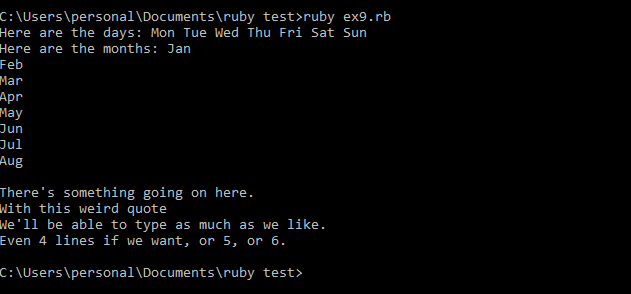 C:\Users\personal\Documents\ruby test>ruby ex9.rb
Here are the days: Mon Tue Wed Thu Fri Sat Sun
Here are the months: Jan
Feb
Mar
Apr
May
Jun
Jul
Aug
There's something going on here.
With this weird quote
We'll be able to type as much as we like.
Even 4 lines if we want, or 5, or 6.
C:\Users\personal\Documents\ruby test>